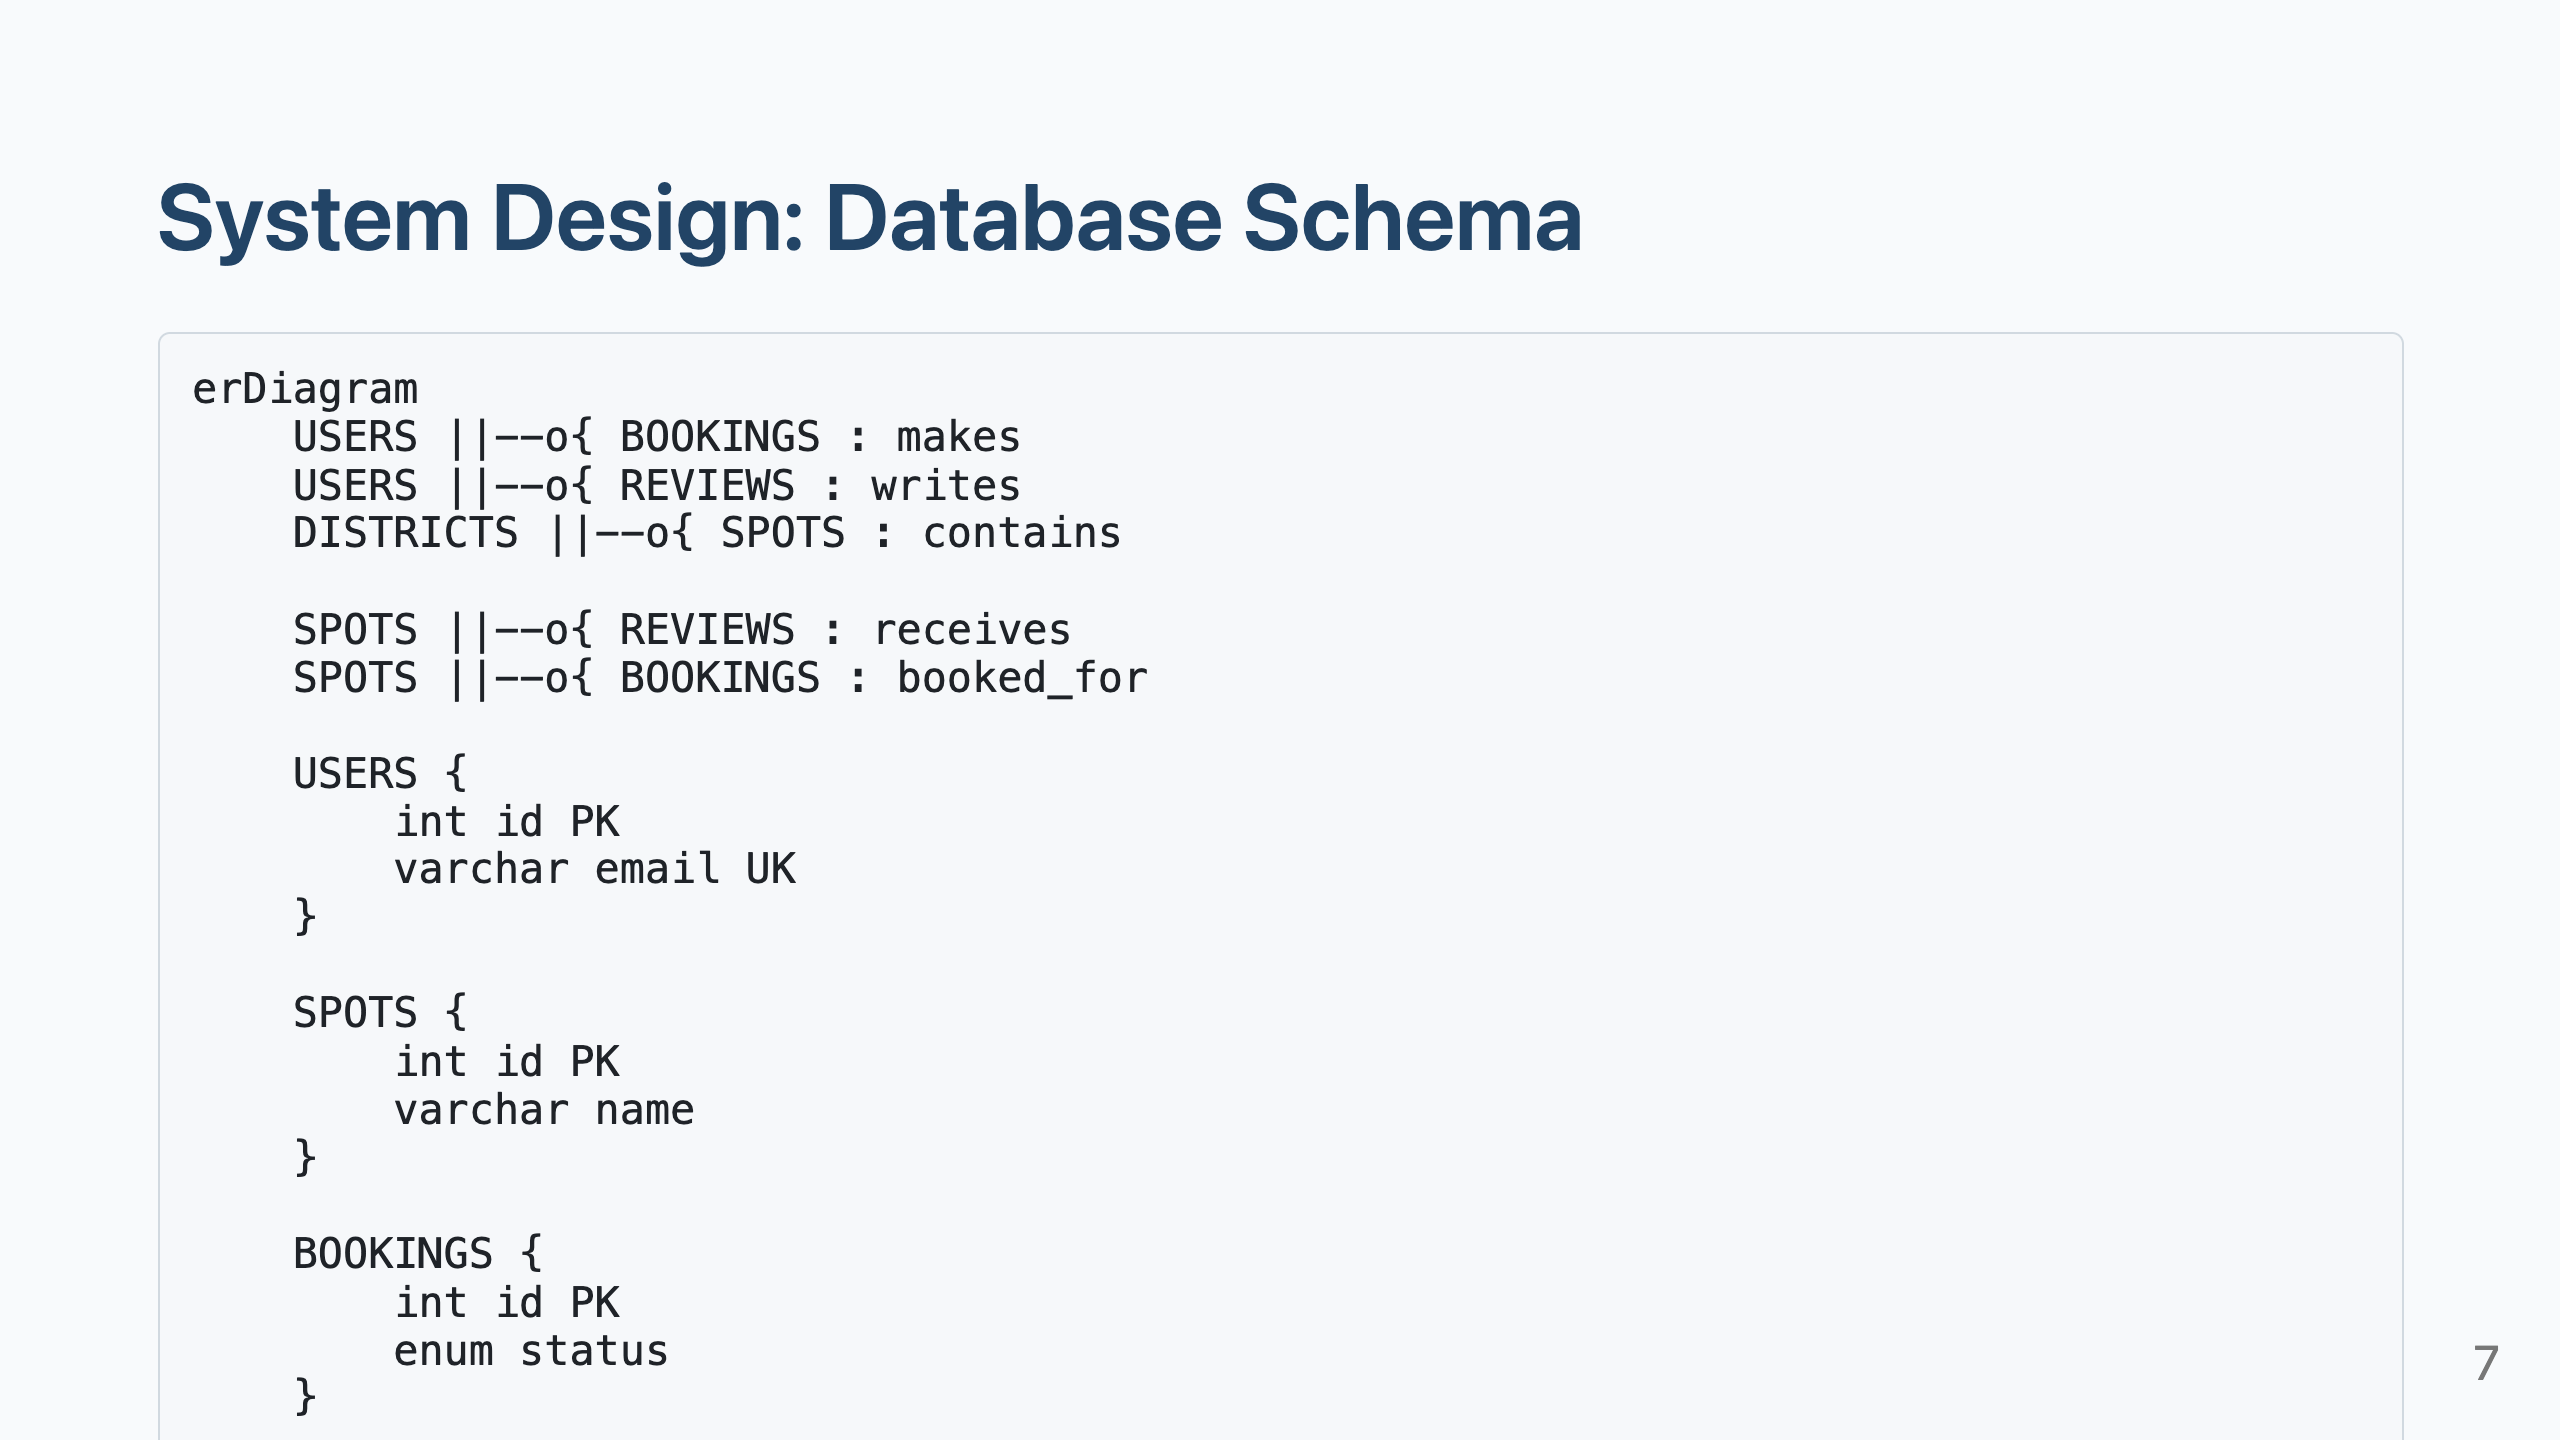 System Design: Database Schema
erDiagram
    USERS ||--o{ BOOKINGS : makes
    USERS ||--o{ REVIEWS : writes
    DISTRICTS ||--o{ SPOTS : contains

    SPOTS ||--o{ REVIEWS : receives
    SPOTS ||--o{ BOOKINGS : booked_for

    USERS {
        int id PK
        varchar email UK
    }

    SPOTS {
        int id PK
        varchar name
    }

    BOOKINGS {
        int id PK
        enum status
    }
7